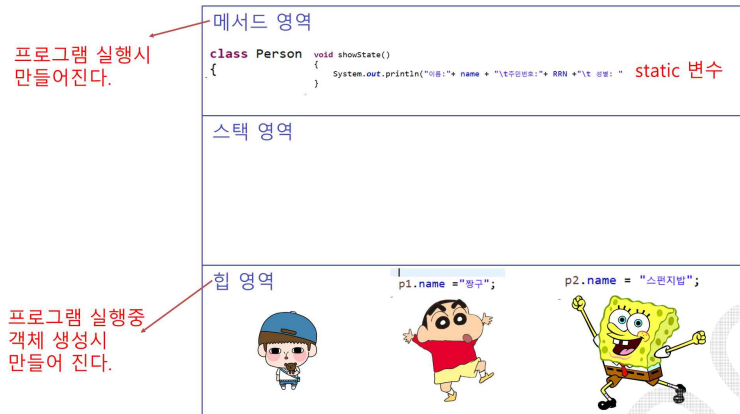 메서드 영역
프로그램 실행시
만들어진다.
class Person
{
void showState()
{
System.out.println("이름:"+ name + "\t주민번호:"+ RRN +"\t 성별: "
}
static 변수
스택 영역
힙 영역
프로그램 실행중
객체 생성시
만들어 진다.
p1.name ="짱구";
p2.name = "스펀지밥";